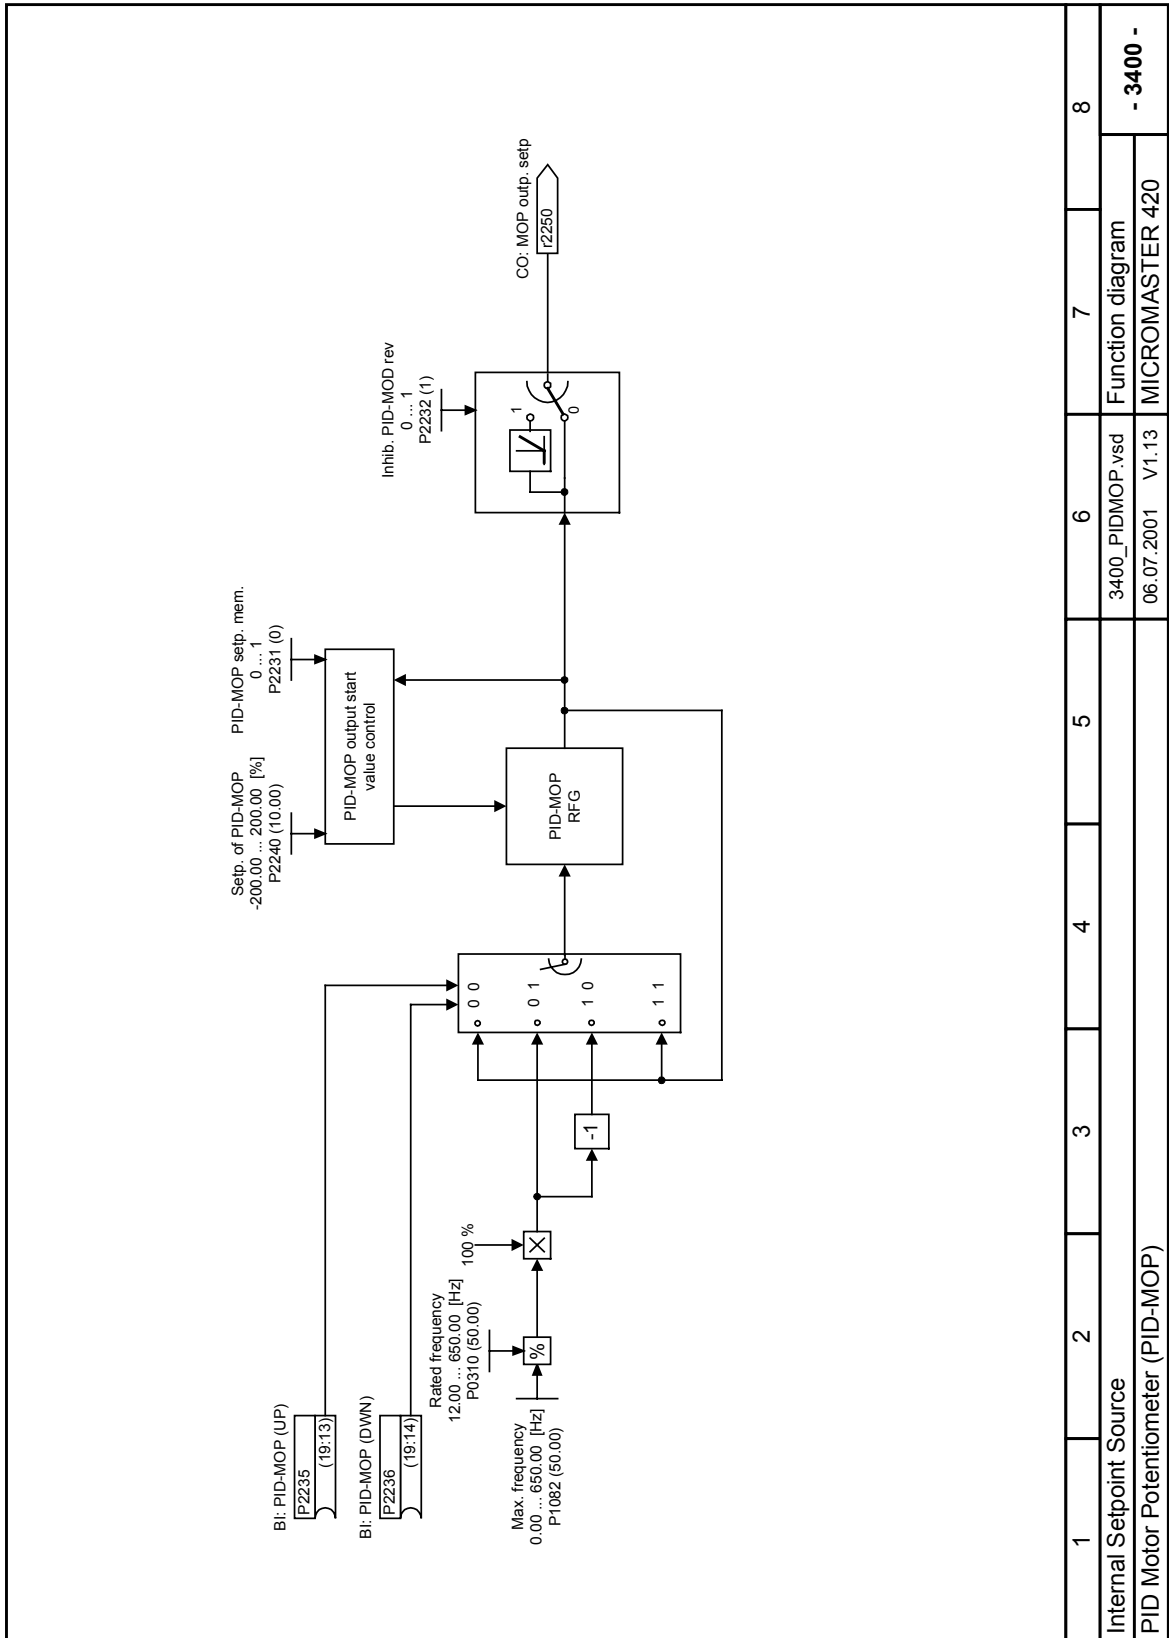 BI: PID-MOP (UP)
P2235
(19:13)
BI: PID-MOP (DWN)
P2236
(19:14)
Max. frequency
0.00 ... 650.00 [Hz]
P1082 (50.00)
Rated frequency
12.00 ... 650.00 [Hz]
P0310 (50.00)
%
100 %
-1
0 0
0 1
1 0
1 1
Setp. of PID-MOP
-200.00 ... 200.00 [%]
P2240 (10.00)
PID-MOP setp. mem.
0 ... 1
P2231 (0)
PID-MOP output start
value control
PID-MOP
RFG
Inhib. PID-MOD rev
0 ... 1
P2232 (1)
1
0
CO: MOP outp. setp
r2250
1 2 3 4 5 6 7 8
Internal Setpoint Source
3400_PIDMOP.vsd
Function diagram
- 3400 -
PID Motor Potentiometer (PID-MOP)
06.07.2001 V1.13
MICROMASTER 420